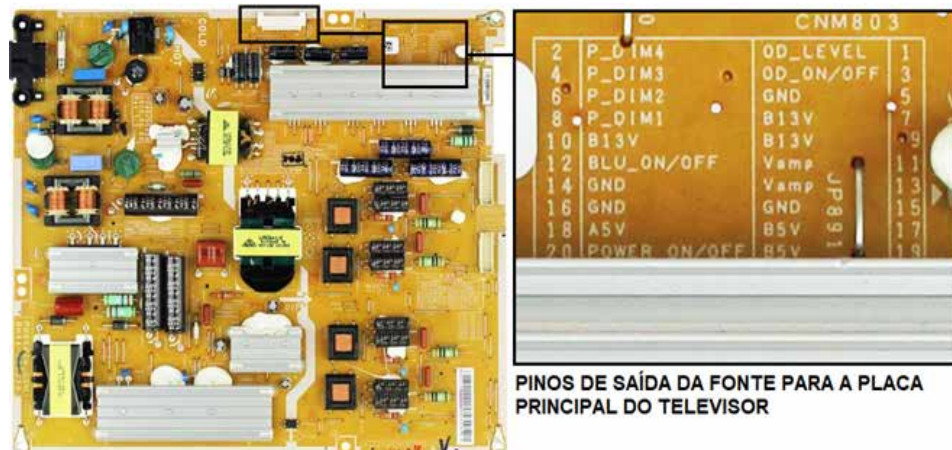 COLD
HOT
CNM803
2 P_DIM4 OD_LEVEL 1
4 P_DIM3 OD_ON/OFF 3
6 P_DIM2 GND 5
8 P_DIM1 B13V 7
10 B13V B13V 9
12 BLU_ON/OFF Vamp 11
14 GND Vamp 13
16 GND GND 15
18 A5V B5V 17
20 POWER ON/OFF B5V 19
JP891
PINOS DE SAÍDA DA FONTE PARA A PLACA
PRINCIPAL DO TELEVISOR